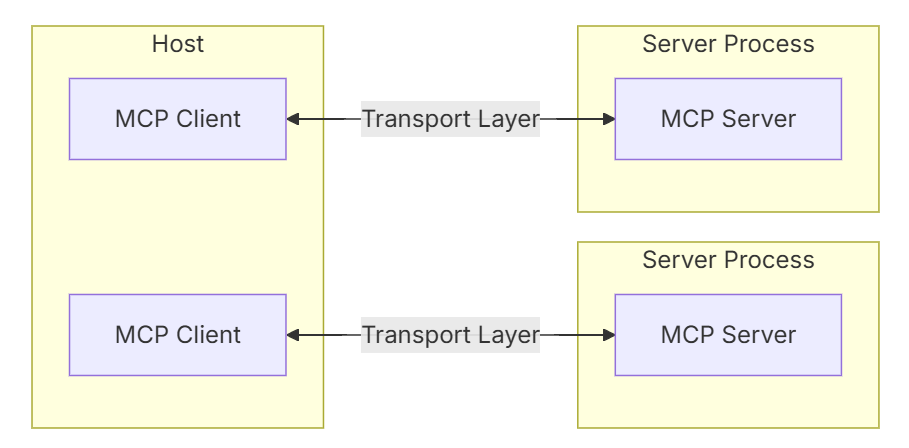 Host
Server Process
MCP Client
Transport Layer
MCP Server
Server Process
MCP Client
Transport Layer
MCP Server